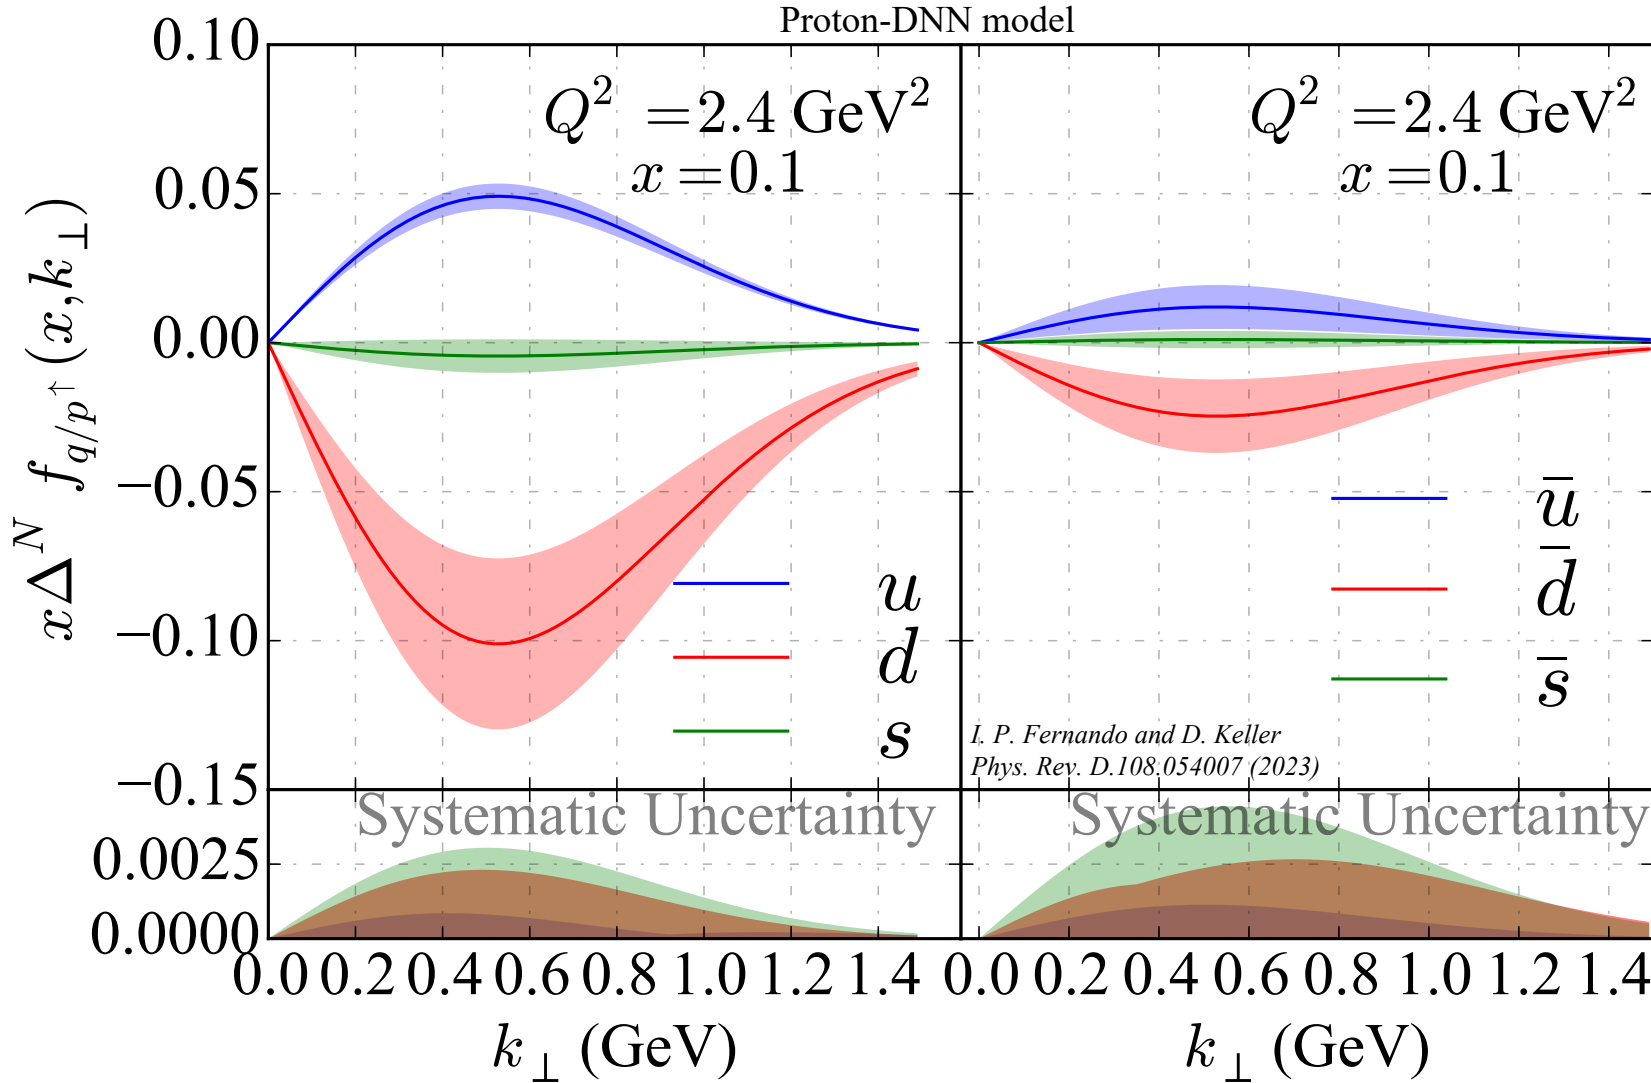 Proton-DNN model
0.10
0.05
0.00
−0.05
−0.10
−0.15
0.0025
0.0000
xΔ^N f_{q/p^↑}(x,k_⊥)
Q² =2.4 GeV²
x=0.1
u
d
s
Systematic Uncertainty
0.0 0.2 0.4 0.6 0.8 1.0 1.2 1.4
k_⊥ (GeV)
Q² =2.4 GeV²
x=0.1
ū
d̄
s̄
I. P. Fernando and D. Keller
Phys. Rev. D.108.054007 (2023)
Systematic Uncertainty
0.0 0.2 0.4 0.6 0.8 1.0 1.2 1.4
k_⊥ (GeV)